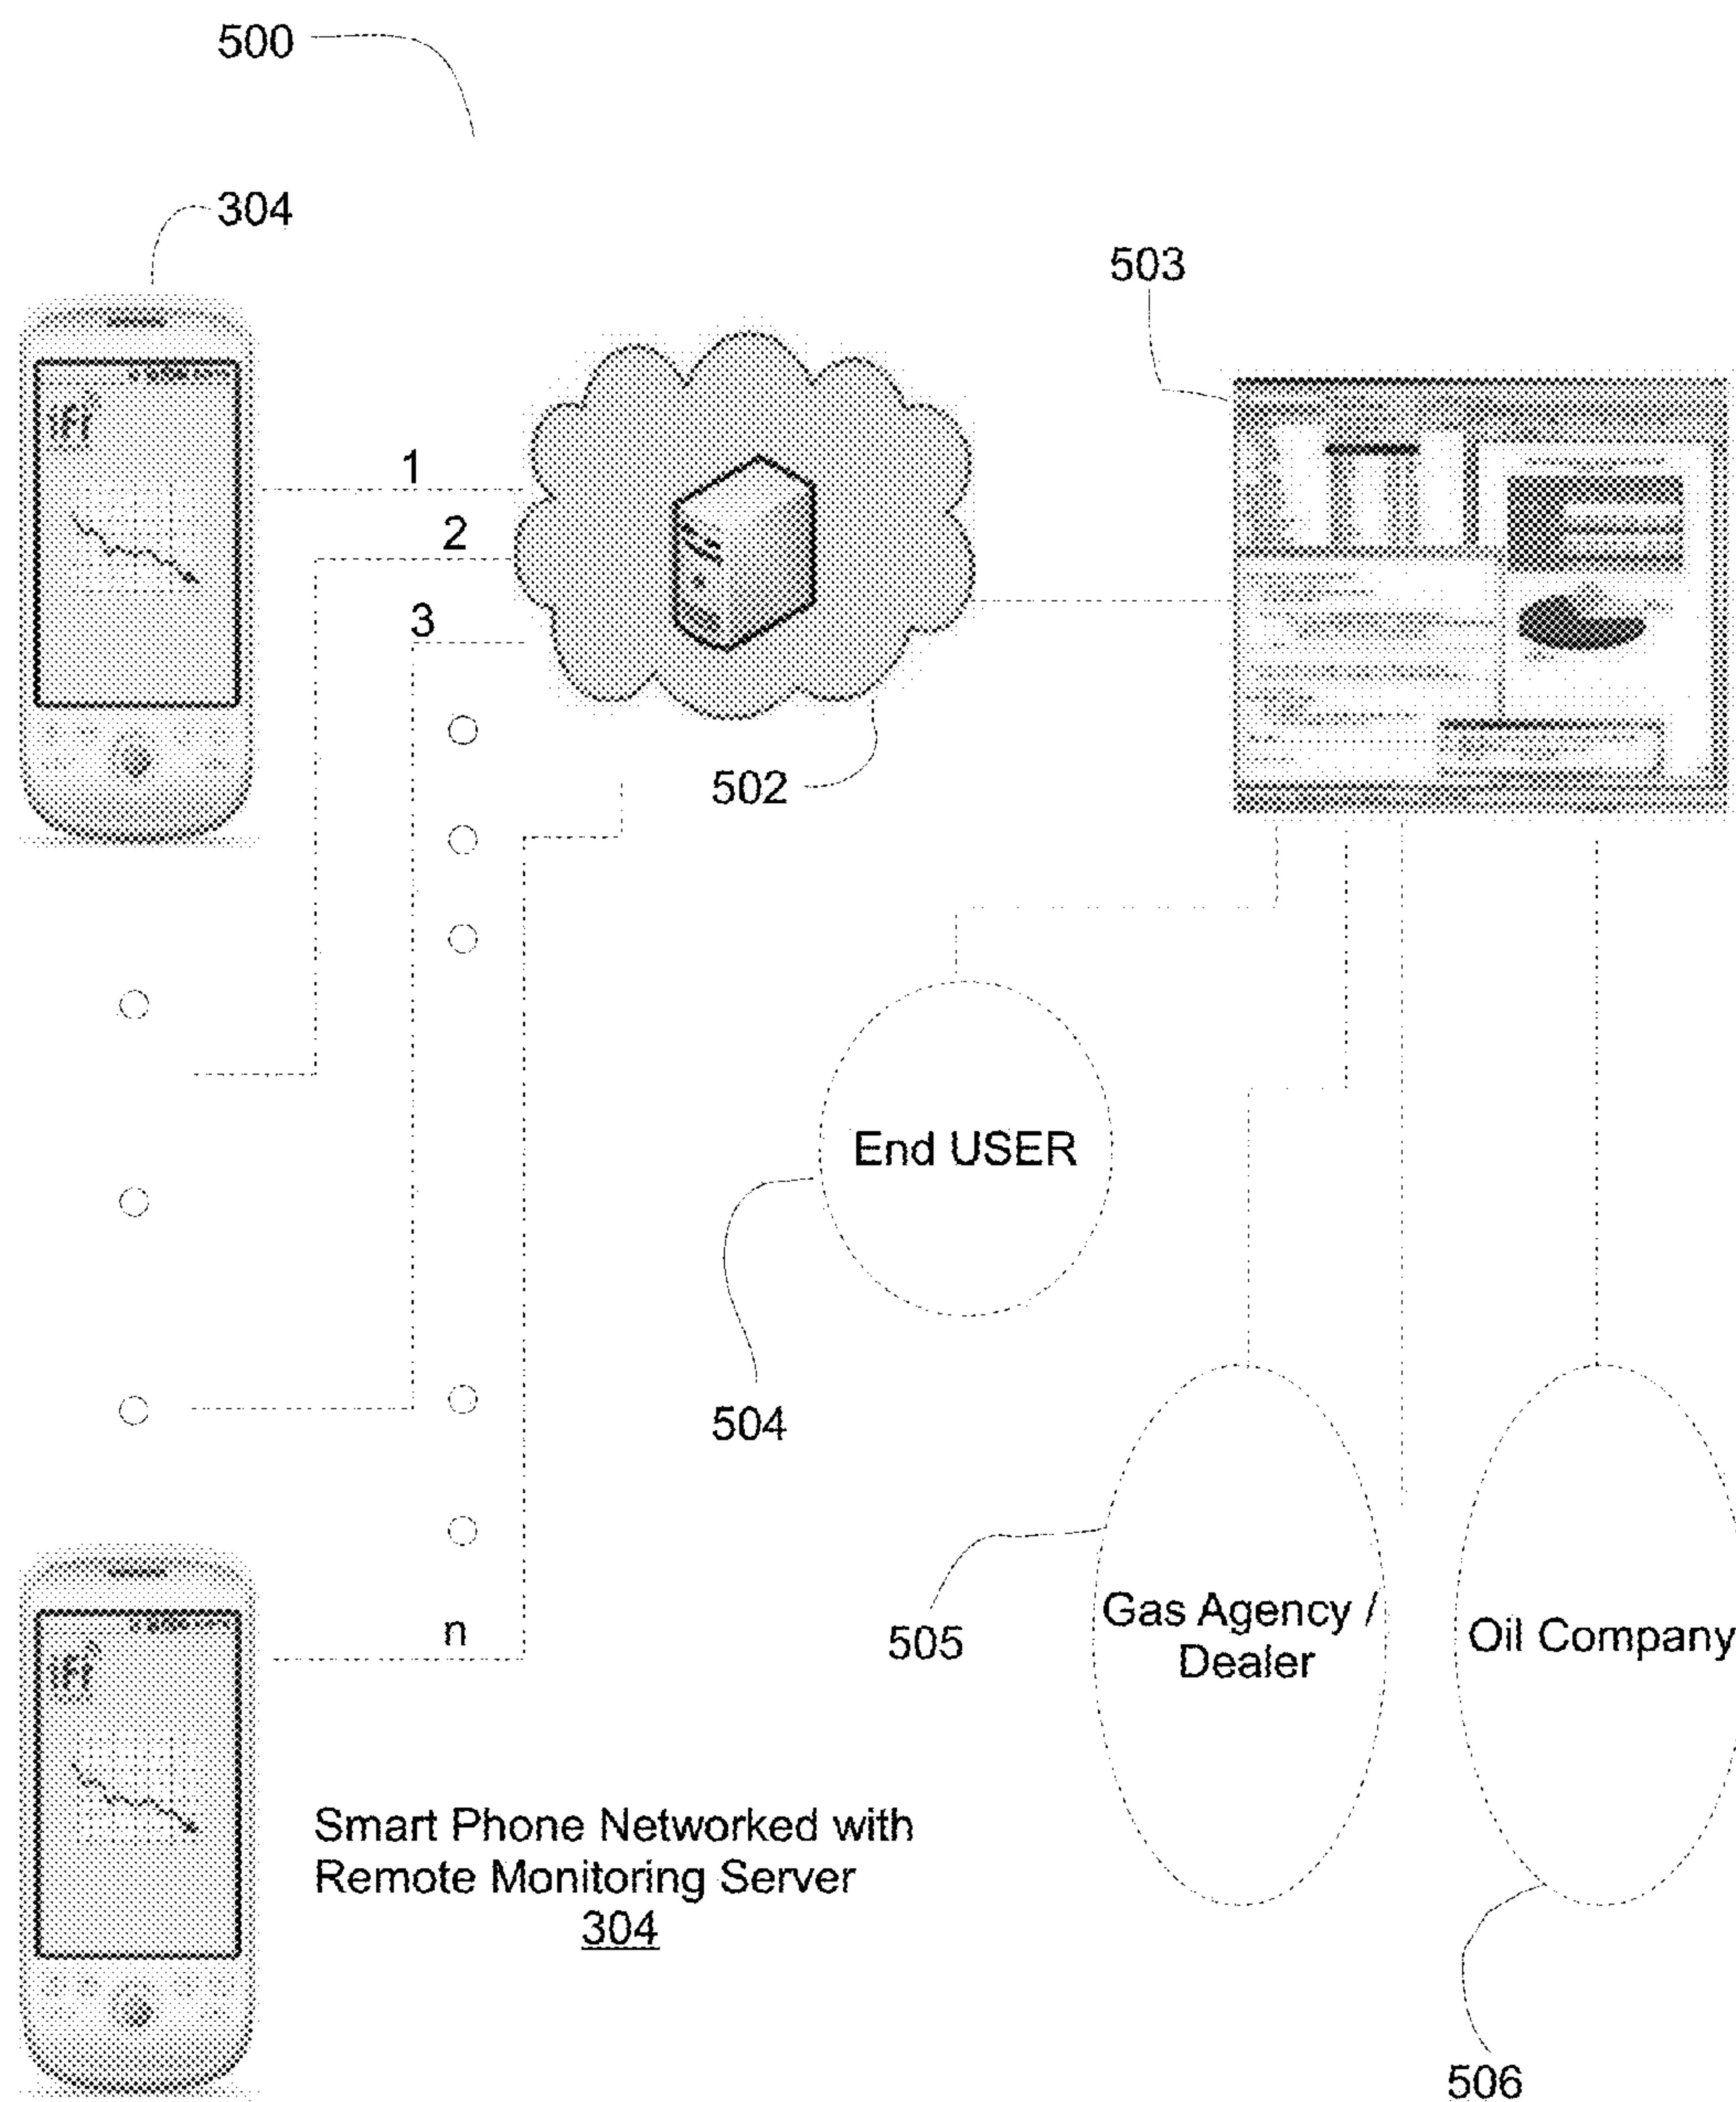 500
304
503
1
2
3
502
End USER
504
505
Gas Agency /
Dealer
Oil Company
n
Smart Phone Networked with
Remote Monitoring Server
304
506